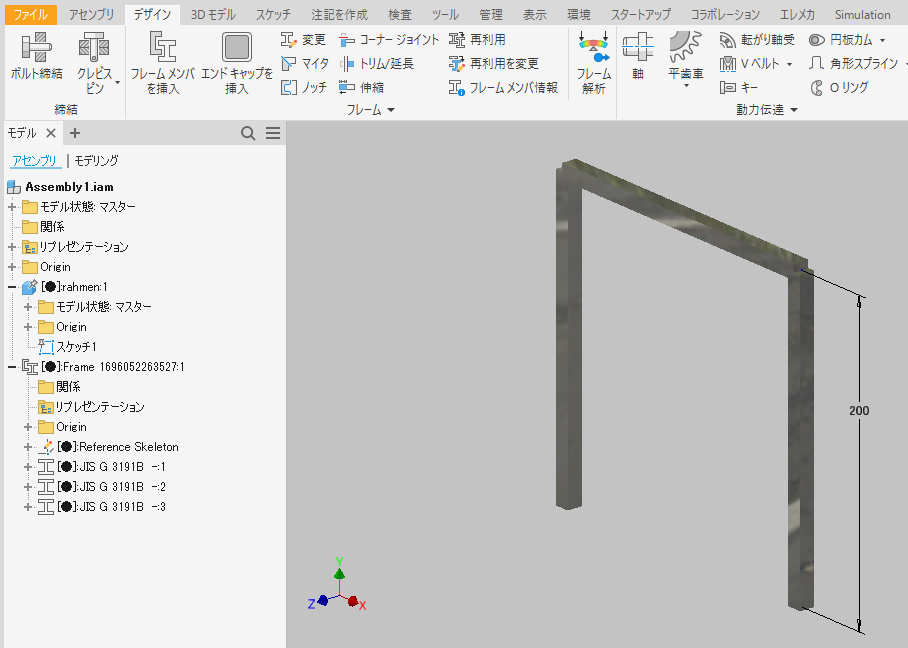 ファイル アセンブリ デザイン 3D モデル スケッチ 注記を作成 検査 ツール 管理 表示 環境 スタートアップ コラボレーション エレメカ Simulation
ボルト締結
クレビス
ピン
締結
フレーム メンバ
を挿入
エンド キャップを
挿入
変更
マイタ
ノッチ
コーナー ジョイント
トリム/延長
伸縮
再利用
再利用を変更
フレーム メンバ情報
フレーム
フレーム
解析
軸
平歯車
転がり軸受
V ベルト
キー
円板カム
角形スプライン
O リング
動力伝達
モデル
アセンブリ | モデリング
Assembly1.iam
モデル状態: マスター
関係
リプレゼンテーション
Origin
[●]:rahmen:1
モデル状態: マスター
Origin
スケッチ1
[●]:Frame 1696052263527:1
関係
リプレゼンテーション
Origin
[●]:Reference Skeleton
[●]:JIS G 3191B -:1
[●]:JIS G 3191B -:2
[●]:JIS G 3191B -:3
200
Y
Z
X